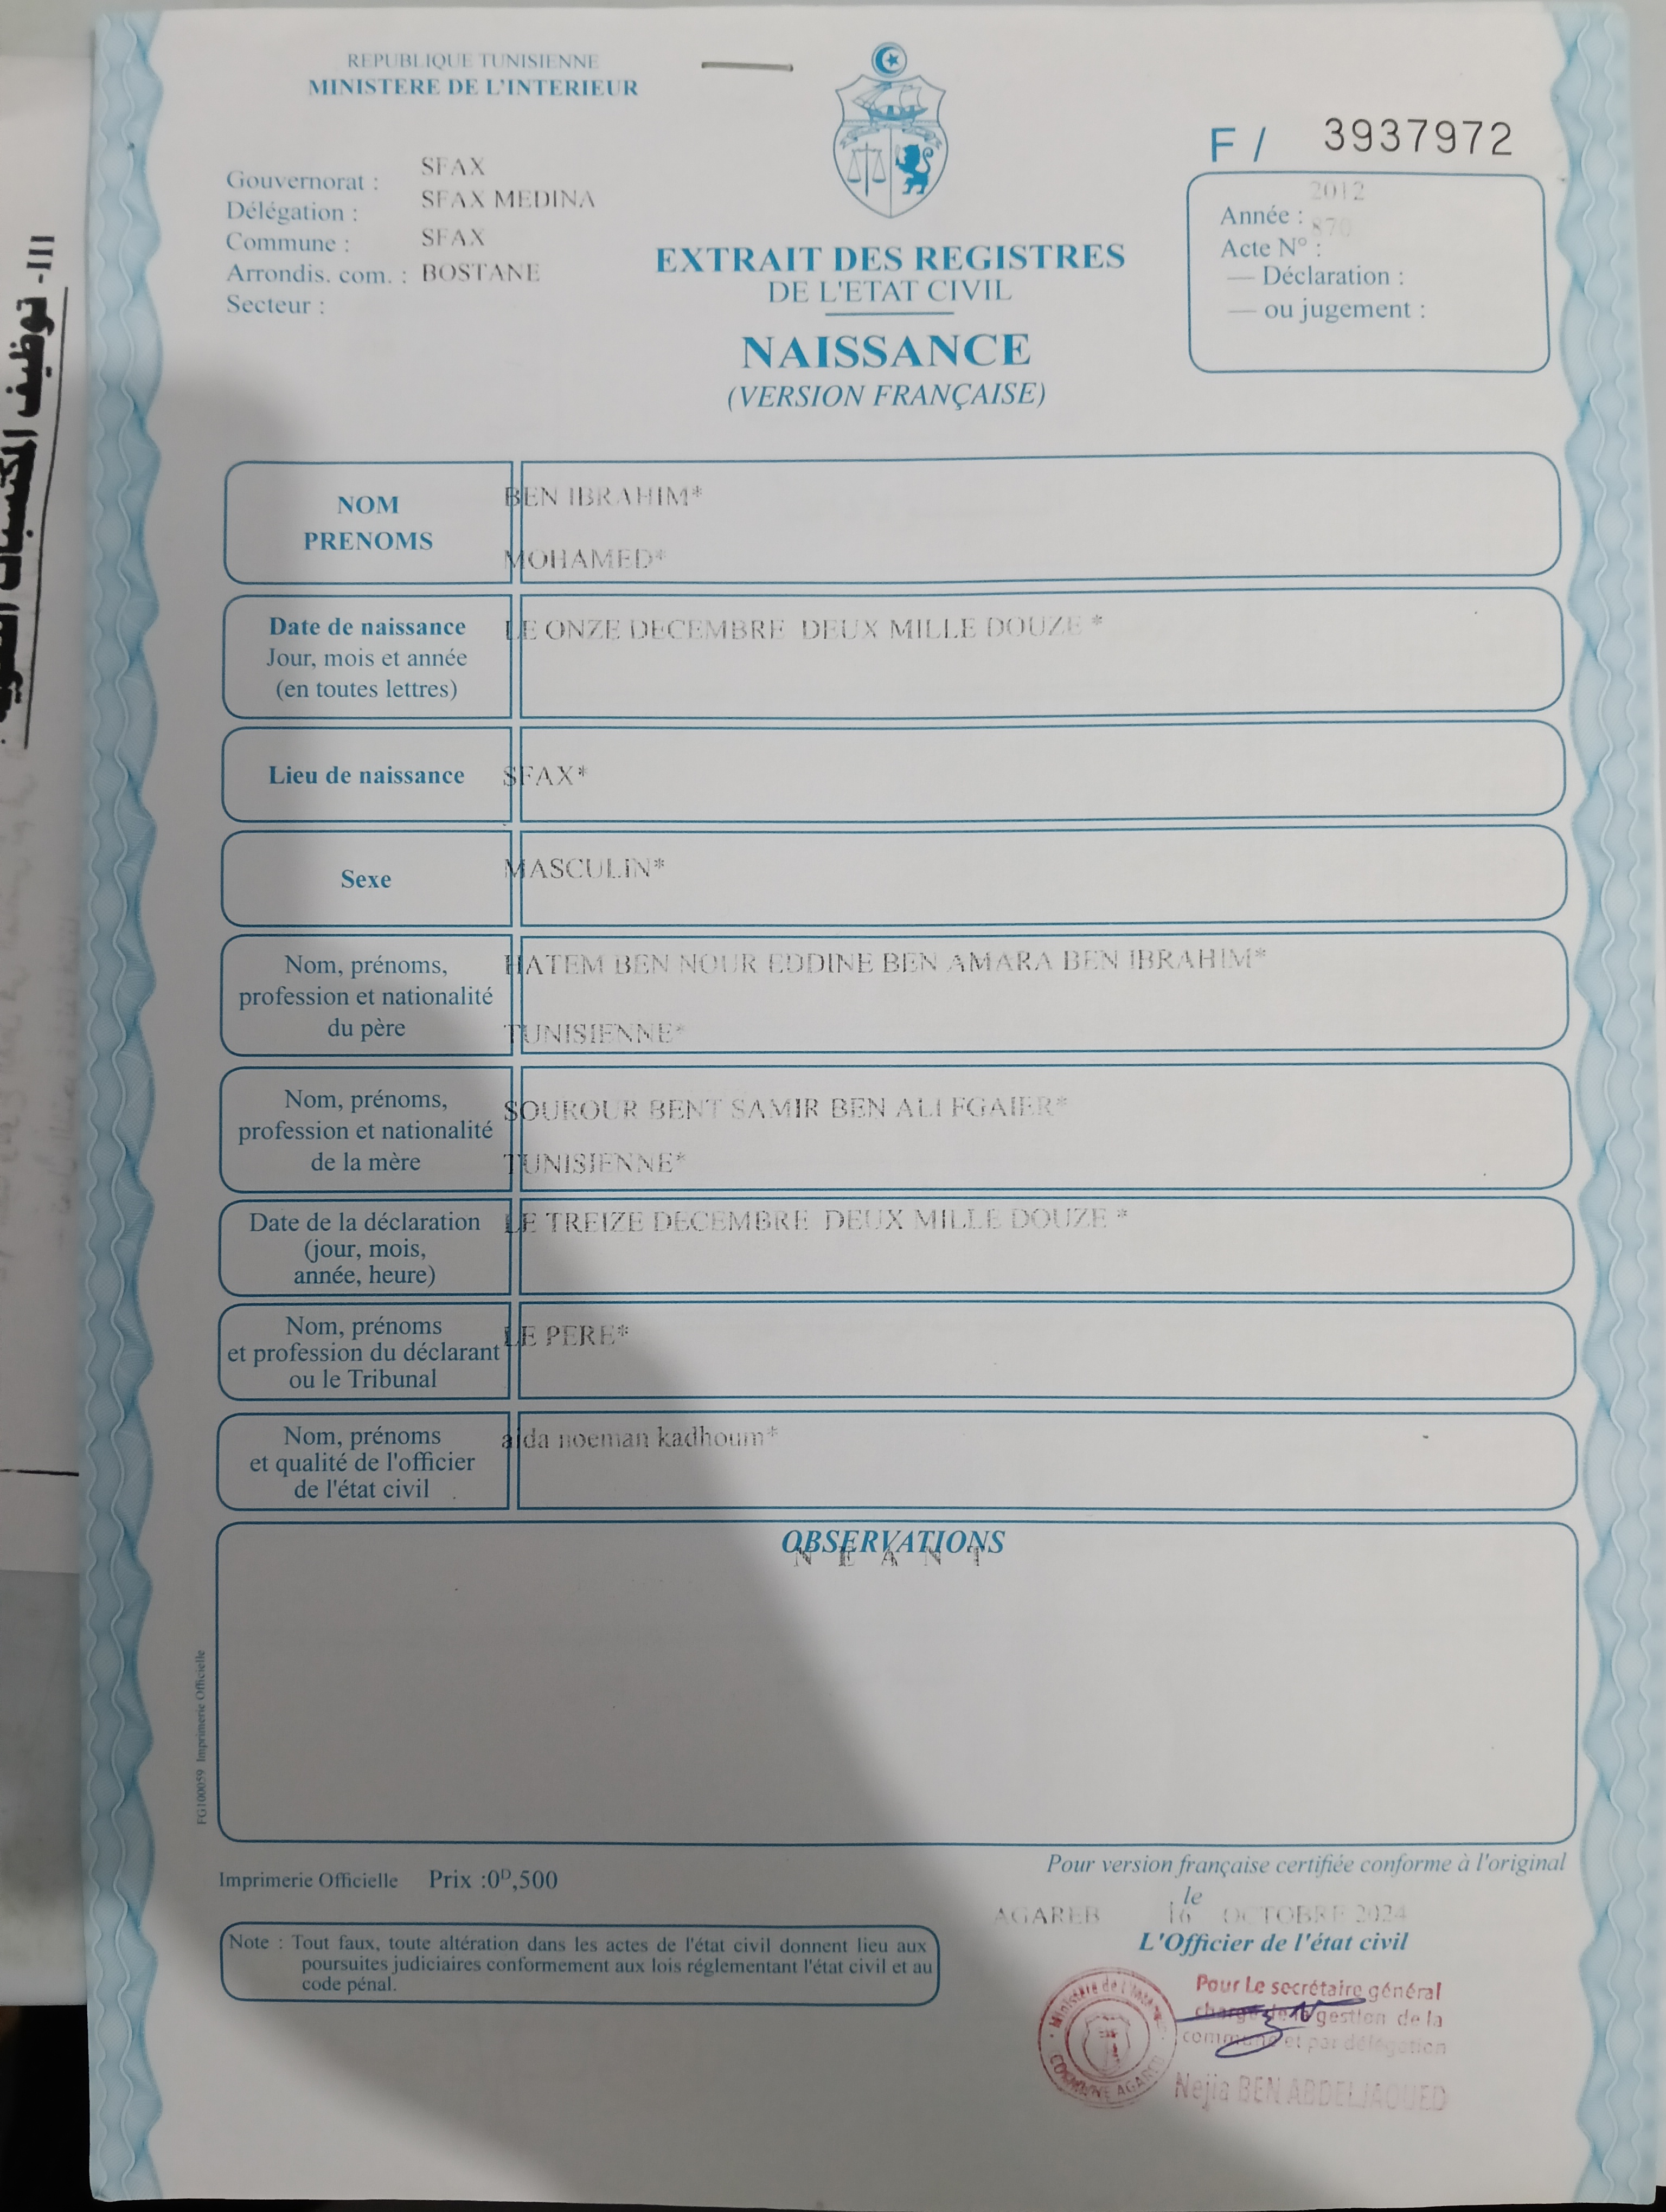 REPUBLIQUE TUNISIENNE
MINISTERE DE L'INTERIEUR
Gouvernorat : SFAX
Délégation : SFAX MEDINA
Commune : SFAX
Arrondis. com. : BOSTANE
Secteur :
EXTRAIT DES REGISTRES
DE L'ETAT CIVIL
NAISSANCE
(VERSION FRANÇAISE)
F / 3937972
2012
Année :
870
Acte N° :
— Déclaration :
— ou jugement :
NOM
PRENOMS
BEN IBRAHIM*
MOHAMED*
Date de naissance
Jour, mois et année
(en toutes lettres)
LE ONZE DECEMBRE DEUX MILLE DOUZE *
Lieu de naissance
SFAX*
Sexe
MASCULIN*
Nom, prénoms,
profession et nationalité
du père
HATEM BEN NOUR EDDINE BEN AMARA BEN IBRAHIM*
TUNISIENNE*
Nom, prénoms,
profession et nationalité
de la mère
SOUROUR BENT SAMIR BEN ALI FGAIER*
TUNISIENNE*
Date de la déclaration
(jour, mois,
année, heure)
LE TREIZE DECEMBRE DEUX MILLE DOUZE *
Nom, prénoms
et profession du déclarant
ou le Tribunal
LE PERE*
Nom, prénoms
et qualité de l'officier
de l'état civil
aida noeman kadhoum*
OBSERVATIONS
N E A N T
FG100059 Imprimerie Officielle
Imprimerie Officielle Prix :0ᴰ,500
Note : Tout faux, toute altération dans les actes de l'état civil donnent lieu aux
poursuites judiciaires conformement aux lois réglementant l'état civil et au
code pénal.
Pour version française certifiée conforme à l'original
le
AGAREB 16 OCTOBRE 2024
L'Officier de l'état civil
Pour Le secrétaire général
chargé de la gestion de la
commune et par délégation
Nejia BEN ABDELJAOUED
COMMUNE AGAREB
III- توظيف المكتسبات